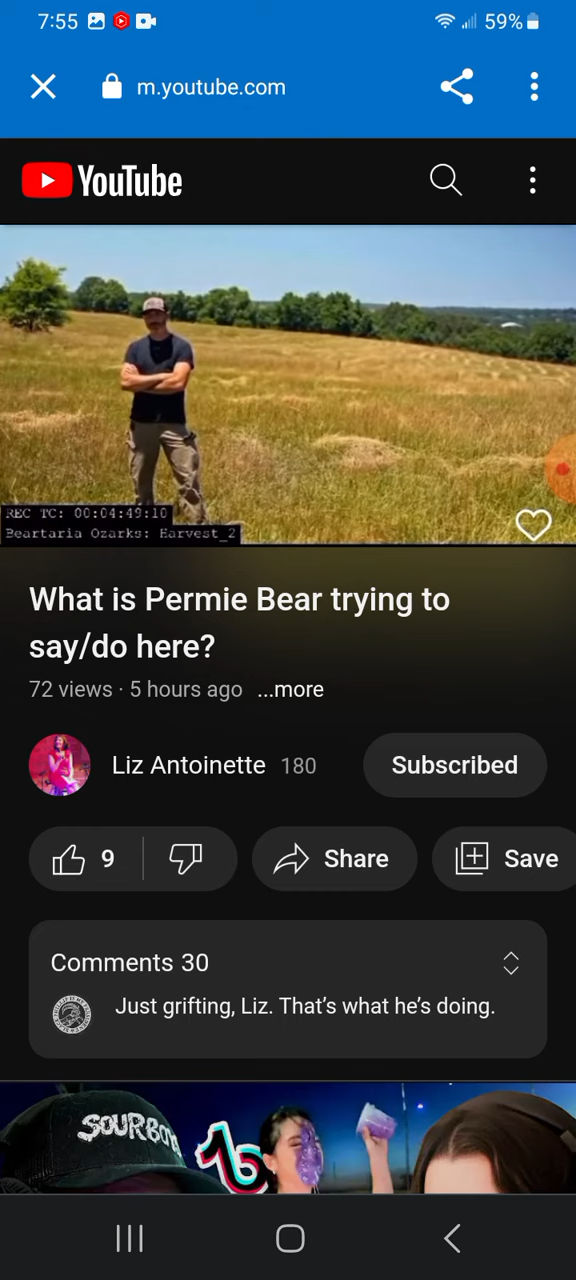 7:55
59%
m.youtube.com
YouTube
REC TC: 00:04:49:10
Beartaria Ozarks: Harvest_2
What is Permie Bear trying to
say/do here?
72 views · 5 hours ago ...more
Liz Antoinette 180
Subscribed
9
Share
Save
Comments 30
Just grifting, Liz. That’s what he’s doing.